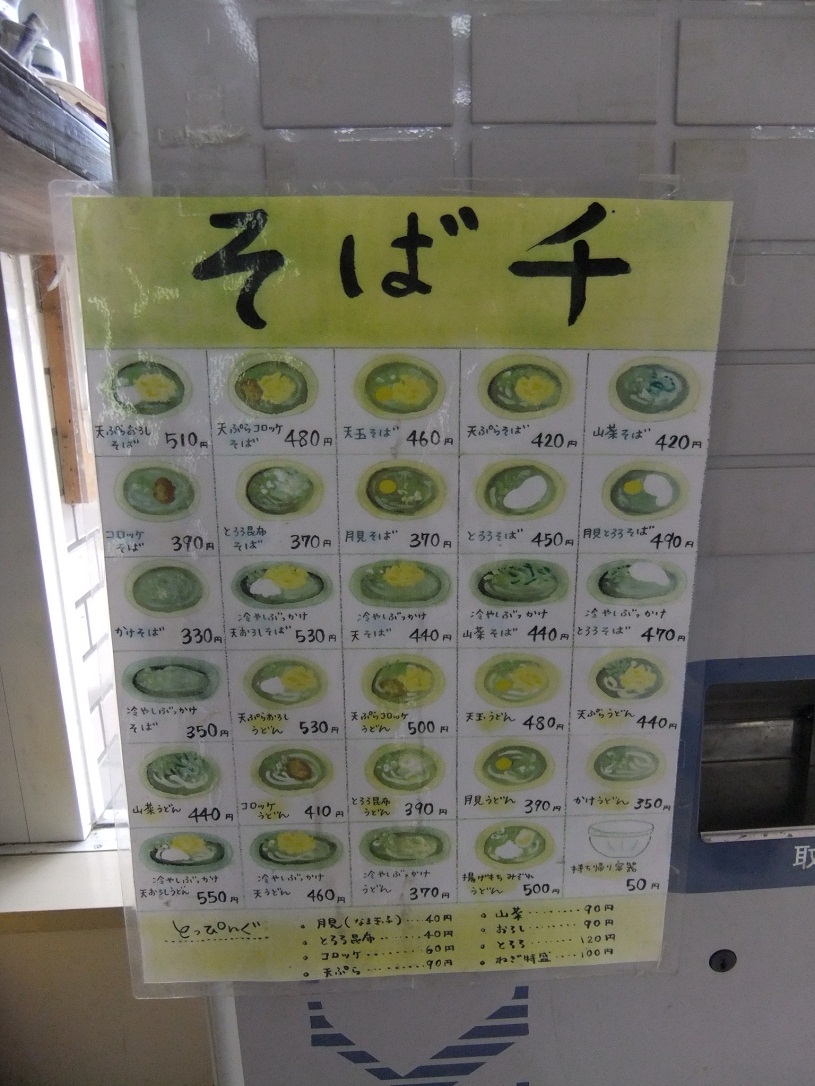 そば千
天ぷらおろし
そば 510円
天ぷらコロッケ
そば 480円
天玉そば 460円
天ぷらそば 420円
山菜そば 420円
コロッケ
そば 390円
とろろ昆布
そば 370円
月見そば 370円
とろろそば 450円
月見とろろそば 490円
かけそば 330円
冷やしぶっかけ
天おろしそば 530円
冷やしぶっかけ
天そば 440円
冷やしぶっかけ
山菜そば 440円
冷やしぶっかけ
とろろそば 470円
冷やしぶっかけ
そば 350円
天ぷらおろし
うどん 530円
天ぷらコロッケ
うどん 500円
天玉うどん 480円
天ぷらうどん 440円
山菜うどん 440円
コロッケ
うどん 410円
とろろ昆布
うどん 390円
月見うどん 390円
かけうどん 350円
冷やしぶっかけ
天おろしうどん 550円
冷やしぶっかけ
天うどん 460円
冷やしぶっかけ
うどん 370円
揚げもちみぞれ
うどん 500円
持ち帰り容器
50円
とっぴんぐ
• 月見(なま玉子)‥40円
• とろろ昆布‥‥‥40円
• コロッケ‥‥‥‥60円
• 天ぷら‥‥‥‥90円
• 山菜‥‥‥‥90円
• おろし‥‥‥‥90円
• とろろ‥‥‥‥120円
• ねぎ特盛‥‥100円
取